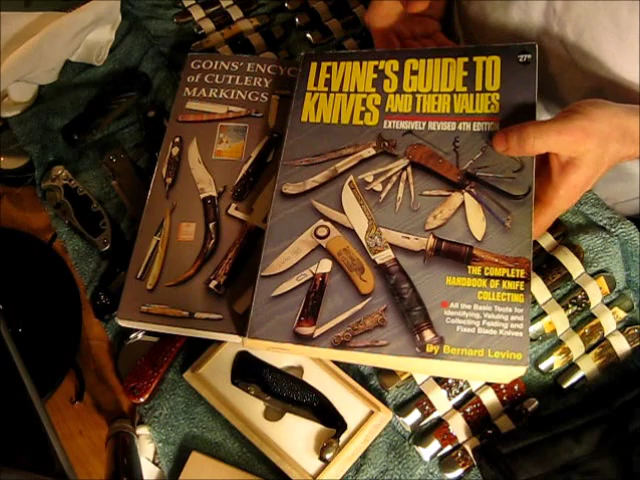 GOINS' ENCYC
of CUTLERY
MARKINGS
LEVINE'S GUIDE TO
KNIVES AND THEIR VALUES
EXTENSIVELY REVISED 4TH EDITION
THE COMPLETE
HANDBOOK OF KNIFE
COLLECTING
All the Basic Tools for
Identifying, Valuing and
Collecting Folding and
Fixed Blade Knives
By Bernard Levine